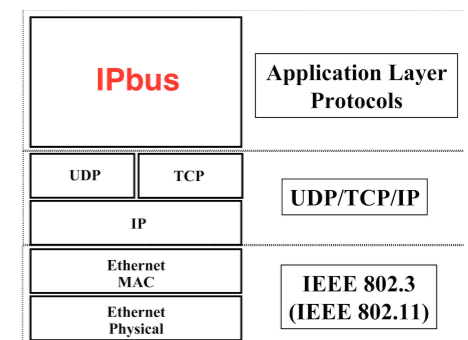 IPbus
Application Layer
Protocols
UDP
TCP
UDP/TCP/IP
IP
Ethernet
MAC
IEEE 802.3
(IEEE 802.11)
Ethernet
Physical